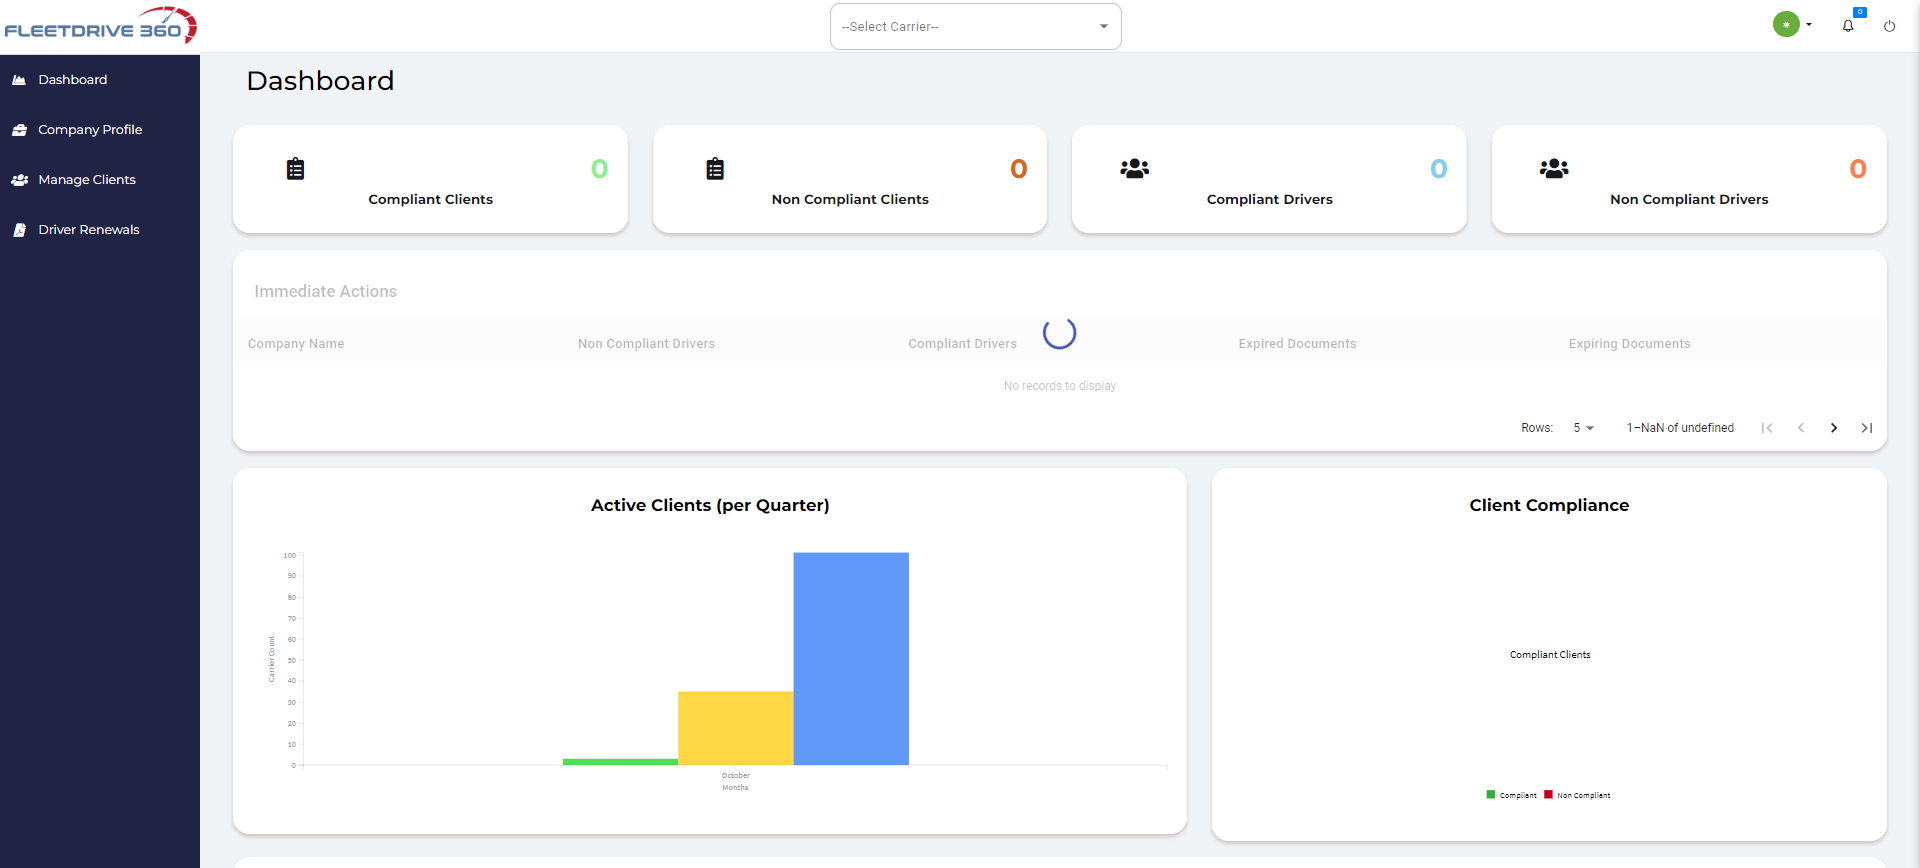 FLEETDRIVE 360
--Select Carrier--
0
Dashboard
Company Profile
Manage Clients
Driver Renewals
Dashboard
0
Compliant Clients
0
Non Compliant Clients
0
Compliant Drivers
0
Non Compliant Drivers
Immediate Actions
Company Name Non Compliant Drivers Compliant Drivers Expired Documents Expiring Documents
No records to display
Rows: 5 1–NaN of undefined
Active Clients (per Quarter)
100
90
80
70
60
50
40
30
20
10
0
Carrier Count
October
Months
Client Compliance
Compliant Clients
Compliant Non Compliant